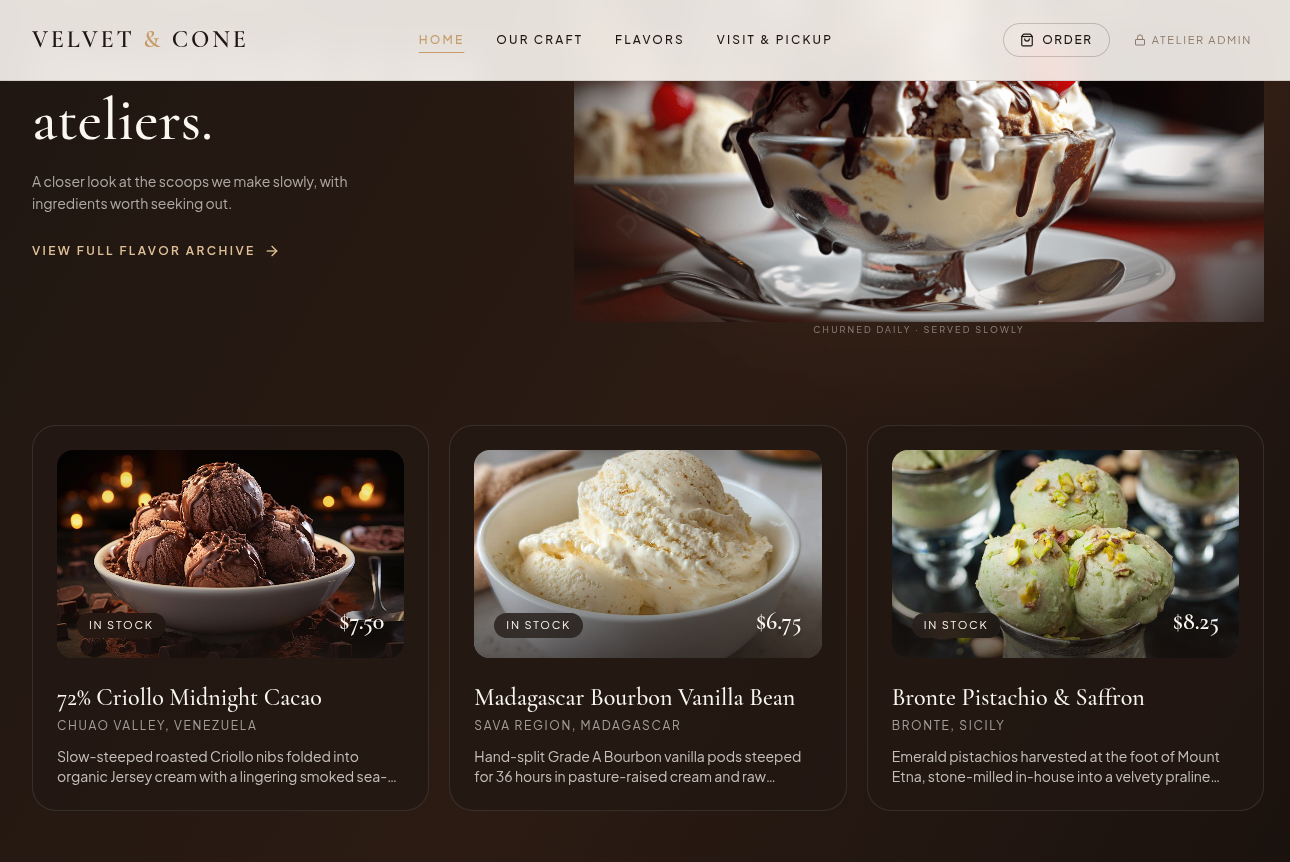 VELVET & CONE
HOME
OUR CRAFT
FLAVORS
VISIT & PICKUP
ORDER
ATELIER ADMIN
ateliers.
A closer look at the scoops we make slowly, with
ingredients worth seeking out.
VIEW FULL FLAVOR ARCHIVE
CHURNED DAILY · SERVED SLOWLY
IN STOCK
$7.50
72% Criollo Midnight Cacao
CHUAO VALLEY, VENEZUELA
Slow-steeped roasted Criollo nibs folded into
organic Jersey cream with a lingering smoked sea-…
IN STOCK
$6.75
Madagascar Bourbon Vanilla Bean
SAVA REGION, MADAGASCAR
Hand-split Grade A Bourbon vanilla pods steeped
for 36 hours in pasture-raised cream and raw…
IN STOCK
$8.25
Bronte Pistachio & Saffron
BRONTE, SICILY
Emerald pistachios harvested at the foot of Mount
Etna, stone-milled in-house into a velvety praline…